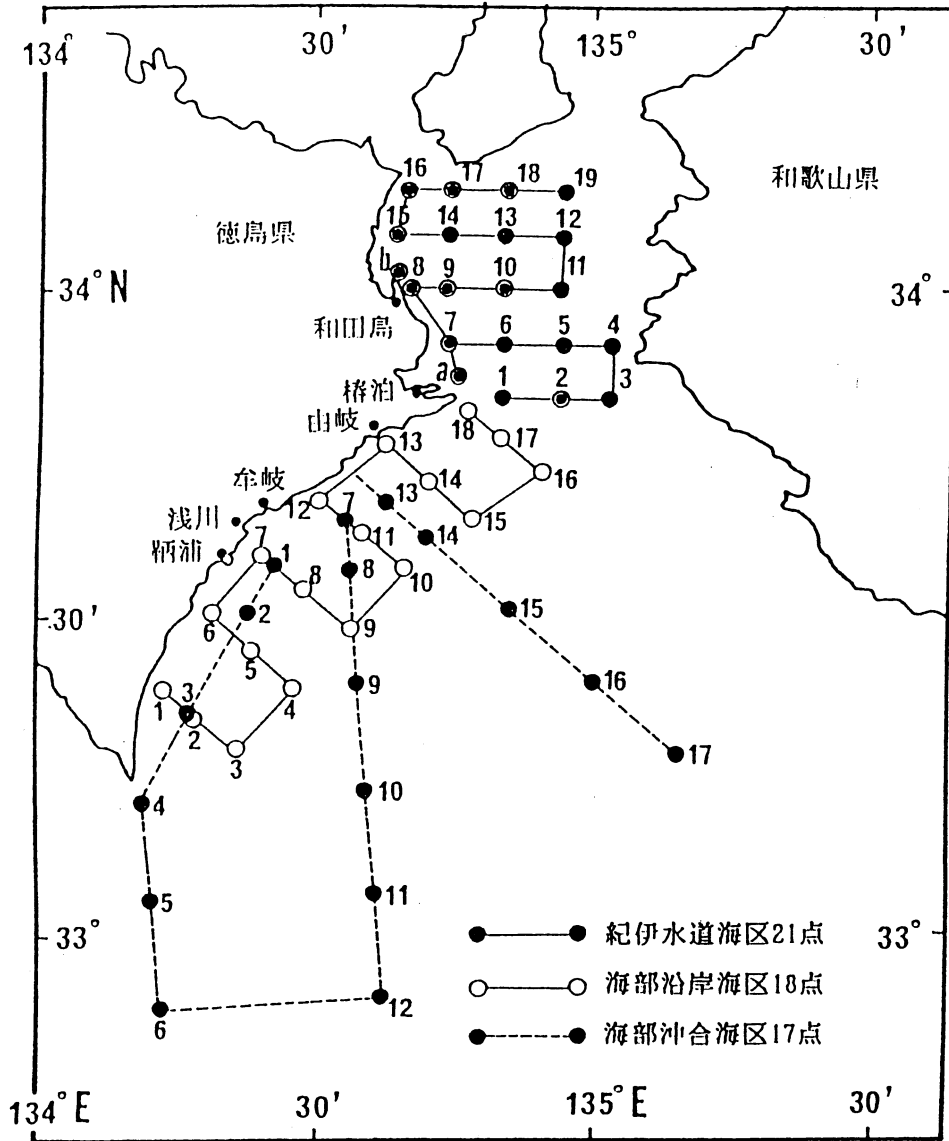 134° 30' 135° 30'
16 17 18 19
和歌山県
徳島県
15 14 13 12
b 8 9 10 11
34°N 34°
和田島
7 6 5 4
a
椿泊
1 2 3
由岐
18 17
13
16
牟岐
14
12 13
15
浅川
7 11 14
鞆浦
7 1
8 8 10
30'
2 15
6 9
5
9 16
1 3 4
2
3 17
4 10
5 11
33° 33°
紀伊水道海区21点
海部沿岸海区18点
6 12
海部沖合海区17点
134°E 30' 135°E 30'